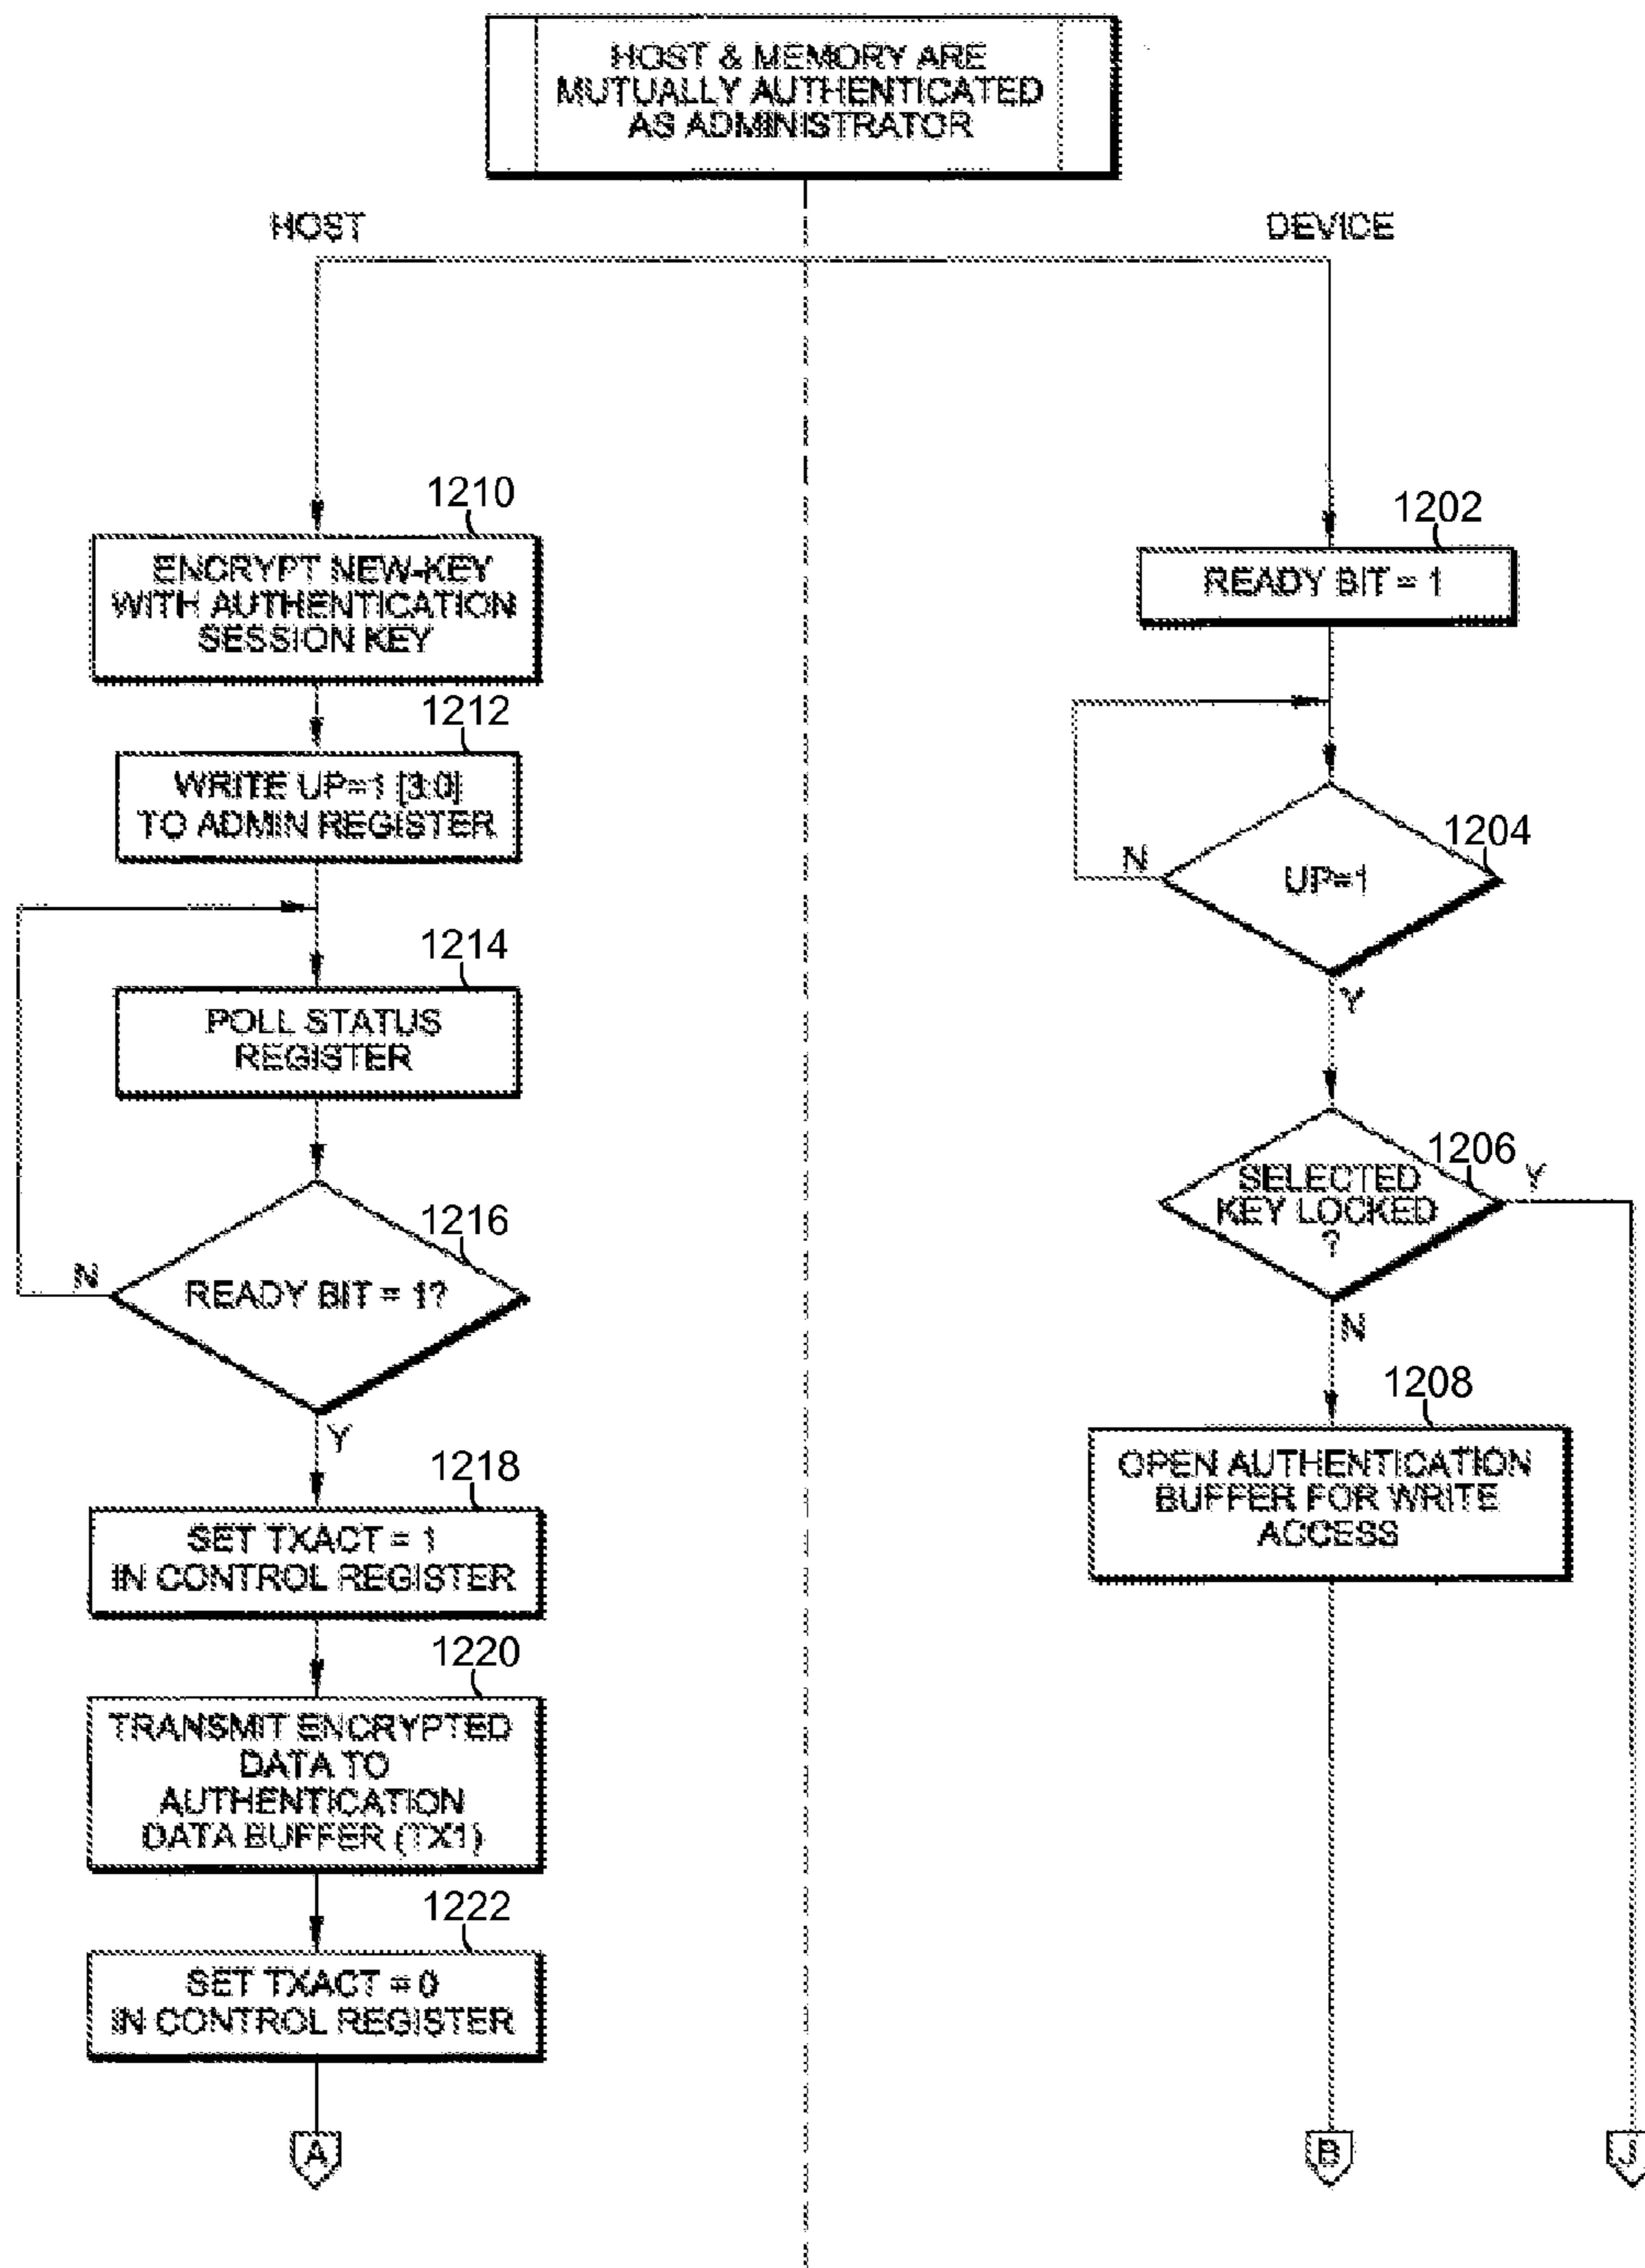 HOST & MEMORY ARE
MUTUALLY AUTHENTICATED
AS ADMINISTRATOR
HOST
DEVICE
1210
ENCRYPT NEW-KEY
WITH AUTHENTICATION
SESSION KEY
1212
WRITE UP=1 [3:0]
TO ADMIN REGISTER
1214
POLL STATUS
REGISTER
1216
N
READY BIT = 1?
Y
1218
SET TXACT = 1
IN CONTROL REGISTER
1220
TRANSMIT ENCRYPTED
DATA TO
AUTHENTICATION
DATA BUFFER (TX1)
1222
SET TXACT = 0
IN CONTROL REGISTER
A
1202
READY BIT = 1
1204
N
UP=1
Y
1206
SELECTED
KEY LOCKED
?
Y
N
1208
OPEN AUTHENTICATION
BUFFER FOR WRITE
ACCESS
B
J